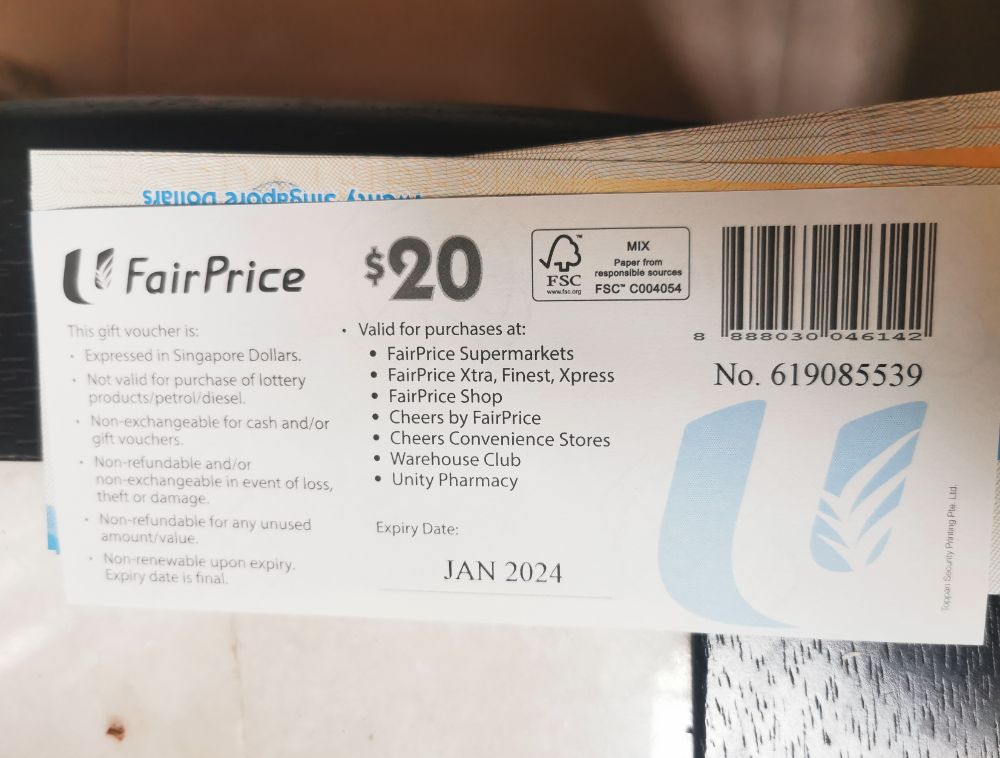 Singapore Dollars
FairPrice
$20
FSC™
www.fsc.org
MIX
Paper from
responsible sources
FSC™ C004054
8 888030 046142
No. 619085539
This gift voucher is:
• Expressed in Singapore Dollars.
• Not valid for purchase of lottery
products/petrol/diesel.
• Non-exchangeable for cash and/or
gift vouchers.
• Non-refundable and/or
non-exchangeable in event of loss,
theft or damage.
• Non-refundable for any unused
amount/value.
• Non-renewable upon expiry.
Expiry date is final.
• Valid for purchases at:
• FairPrice Supermarkets
• FairPrice Xtra, Finest, Xpress
• FairPrice Shop
• Cheers by FairPrice
• Cheers Convenience Stores
• Warehouse Club
• Unity Pharmacy
Expiry Date:
JAN 2024
Toppan Security Printing Pte. Ltd.